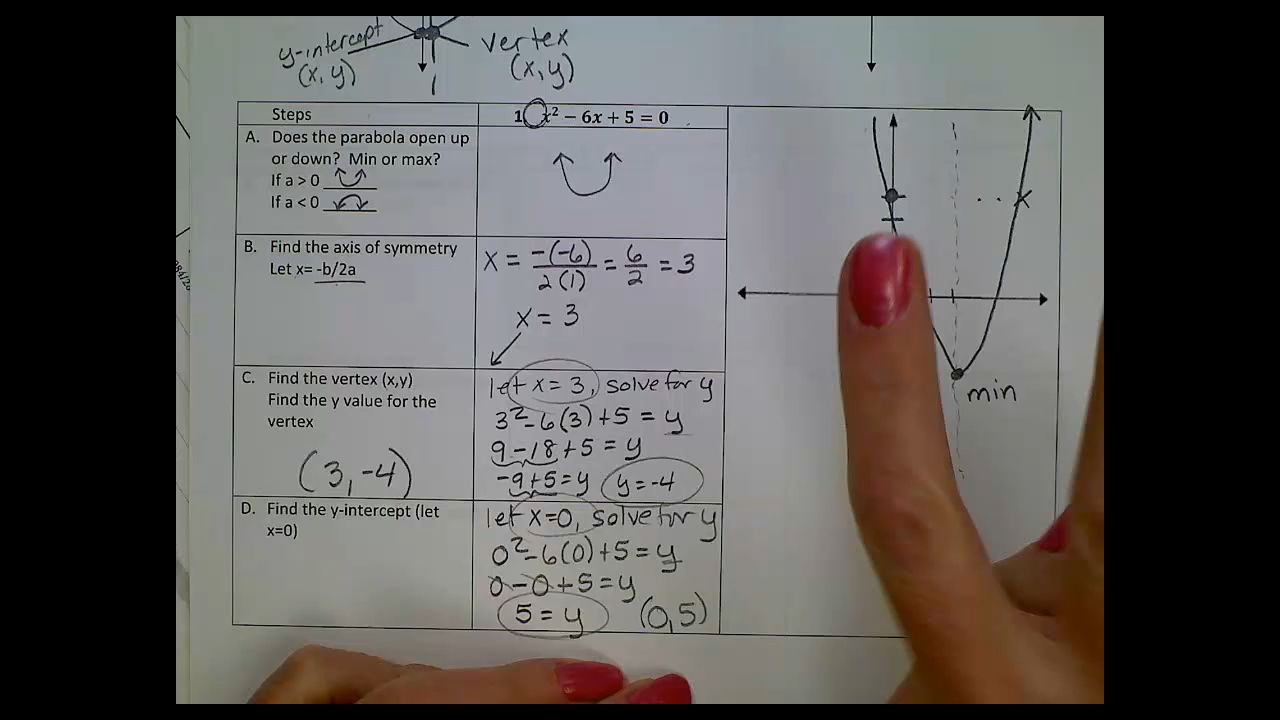 y-intercept
(x, y)
vertex
(x, y)
Steps
1 x² − 6x + 5 = 0
A. Does the parabola open up
or down? Min or max?
If a > 0
If a < 0
B. Find the axis of symmetry
Let x= -b/2a
x = -(-6)/2(1) = 6/2 = 3
x = 3
C. Find the vertex (x,y)
Find the y value for the
vertex
(3, -4)
let x = 3, solve for y
3² - 6(3) + 5 = y
9 - 18 + 5 = y
-9 + 5 = y y = -4
D. Find the y-intercept (let
x=0)
let x=0, solve for y
0² - 6(0) + 5 = y
0 - 0 + 5 = y
5 = y (0,5)
min